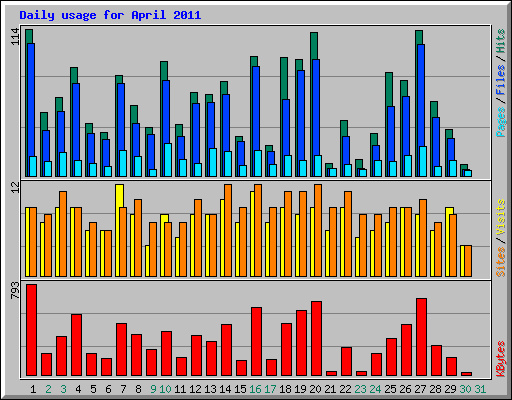 Daily usage for April 2011
114
Pages / Files / Hits
12
Sites / Visits
793
KBytes
1 2 3 4 5 6 7 8 9 10 11 12 13 14 15 16 17 18 19 20 21 22 23 24 25 26 27 28 29 30 31